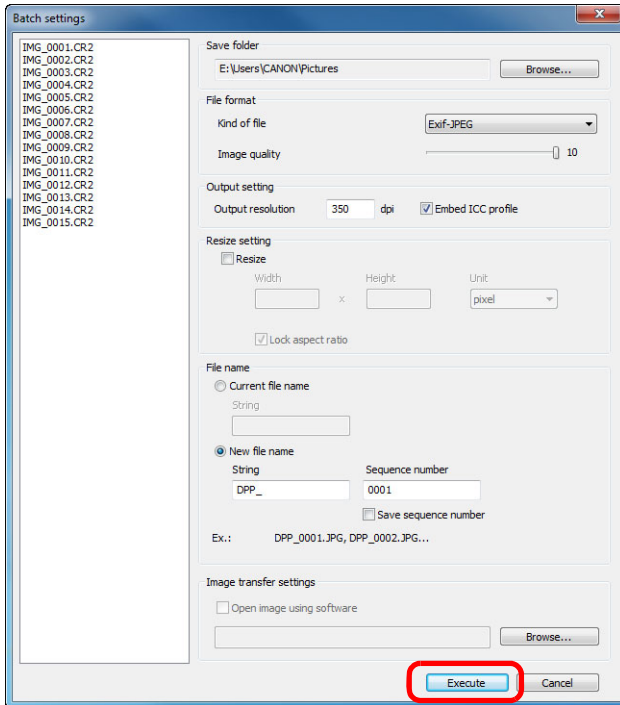 Batch settings
IMG_0001.CR2
IMG_0002.CR2
IMG_0003.CR2
IMG_0004.CR2
IMG_0005.CR2
IMG_0006.CR2
IMG_0007.CR2
IMG_0008.CR2
IMG_0009.CR2
IMG_0010.CR2
IMG_0011.CR2
IMG_0012.CR2
IMG_0013.CR2
IMG_0014.CR2
IMG_0015.CR2
Save folder
E:\Users\CANON\Pictures Browse...
File format
Kind of file Exif-JPEG
Image quality 10
Output setting
Output resolution 350 dpi Embed ICC profile
Resize setting
Resize
Width Height Unit
x pixel
Lock aspect ratio
File name
Current file name
String
New file name
String Sequence number
DPP_ 0001
Save sequence number
Ex.: DPP_0001.JPG, DPP_0002.JPG...
Image transfer settings
Open image using software
Browse...
Execute Cancel